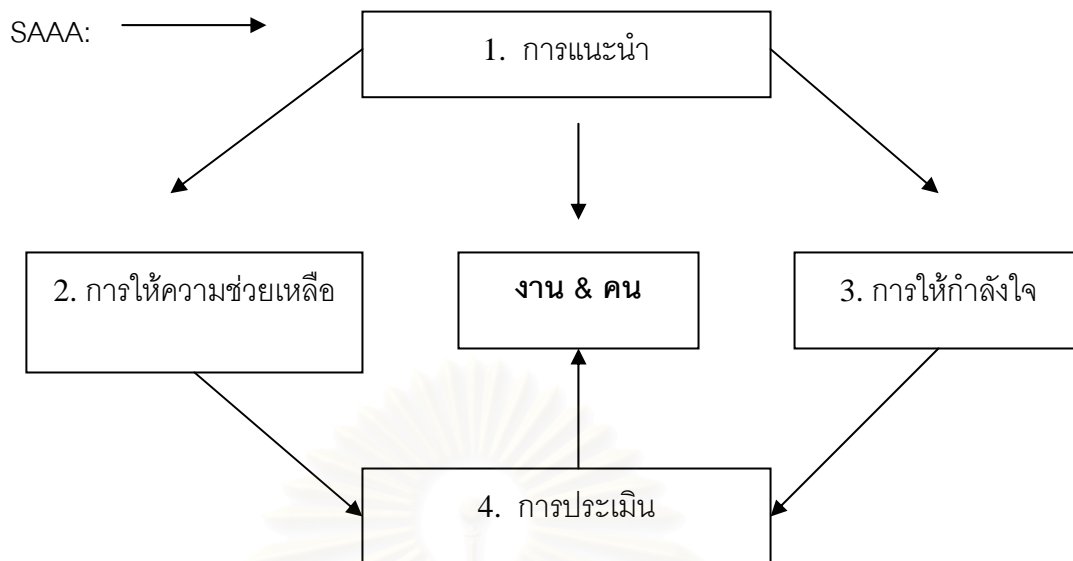 SAAA:
1. การแนะนำ
2. การให้ความช่วยเหลือ
งาน & คน
3. การให้กำลังใจ
4. การประเมิน